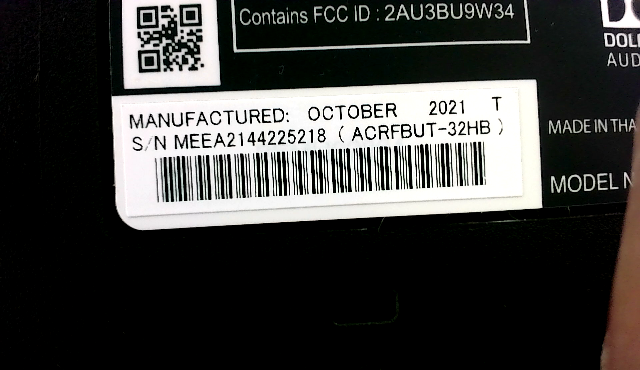 Contains FCC ID : 2AU3BU9W34
MANUFACTURED: OCTOBER 2021 T
S/N MEEA2144225218 ( ACRFBUT-32HB )
MADE IN THA
MODEL N